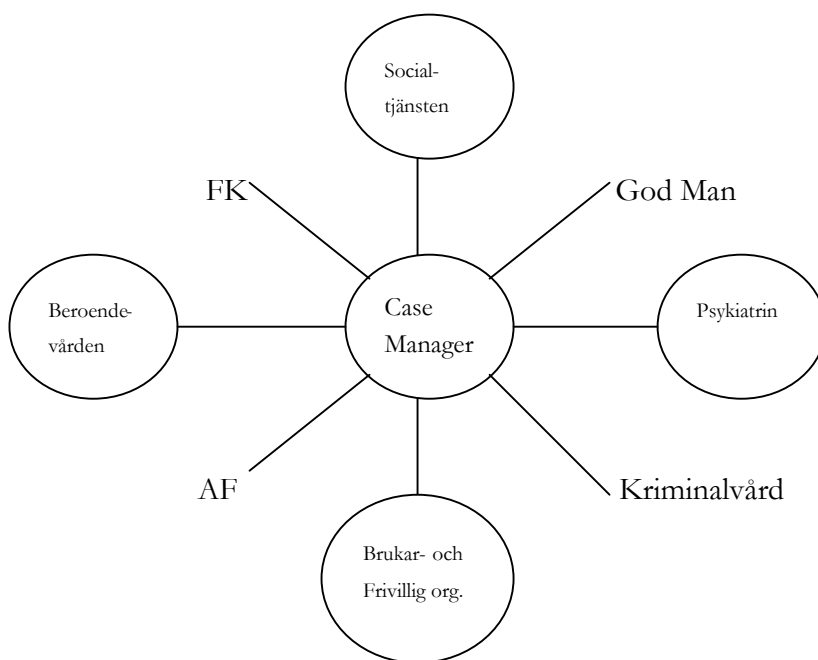 Social-
tjänsten
FK
God Man
Beroende-
vården
Case
Manager
Psykiatrin
AF
Kriminalvård
Brukar- och
Frivillig org.